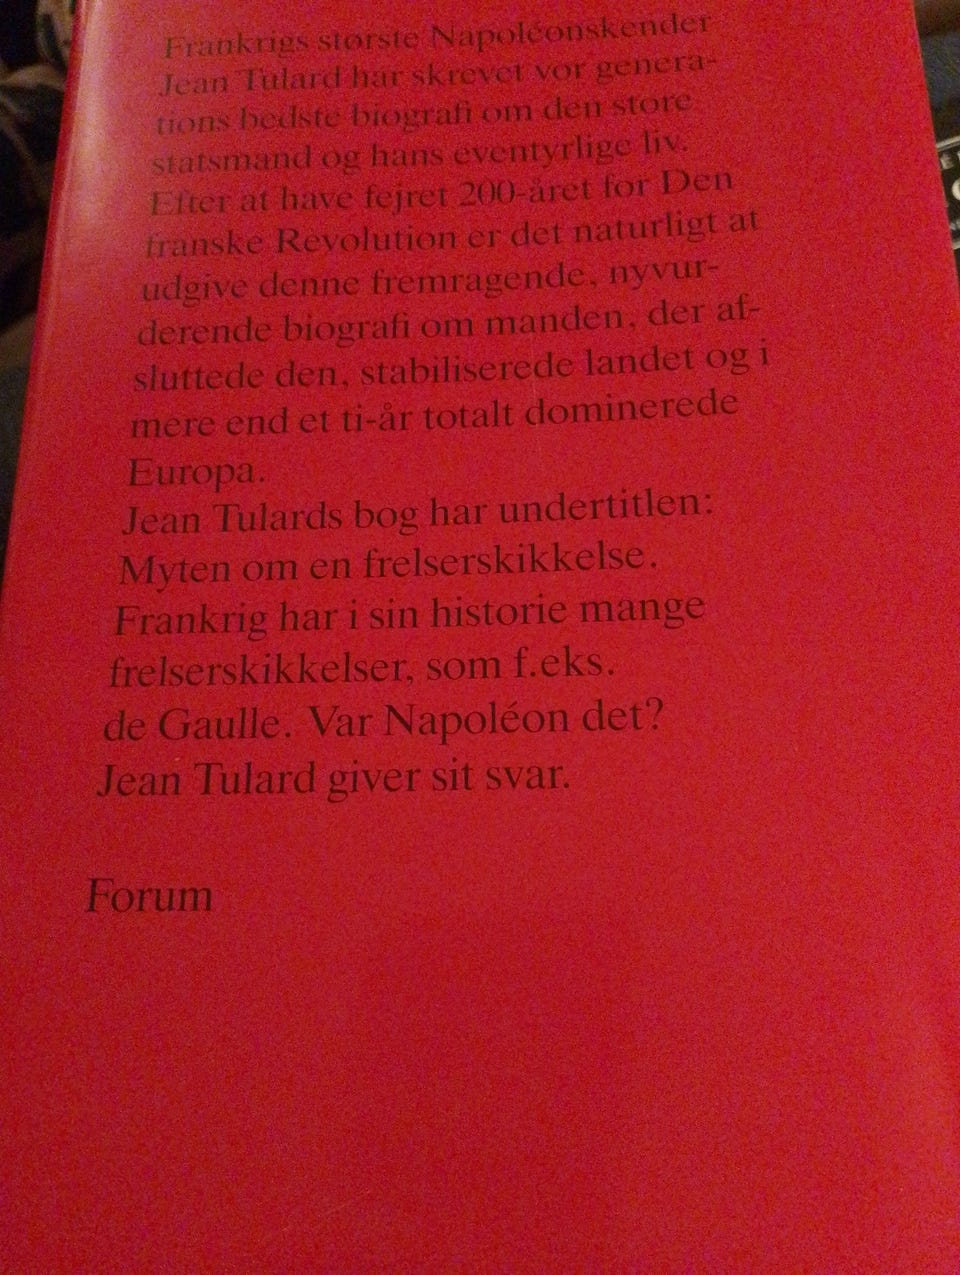 Frankrigs største Napoléonskender
Jean Tulard har skrevet vor genera-
tions bedste biografi om den store
statsmand og hans eventyrlige liv.
Efter at have fejret 200-året for Den
franske Revolution er det naturligt at
udgive denne fremragende, nyvur-
derende biografi om manden, der af-
sluttede den, stabiliserede landet og i
mere end et ti-år totalt dominerede
Europa.
Jean Tulards bog har undertitlen:
Myten om en frelserskikkelse.
Frankrig har i sin historie mange
frelserskikkelser, som f.eks.
de Gaulle. Var Napoléon det?
Jean Tulard giver sit svar.
Forum